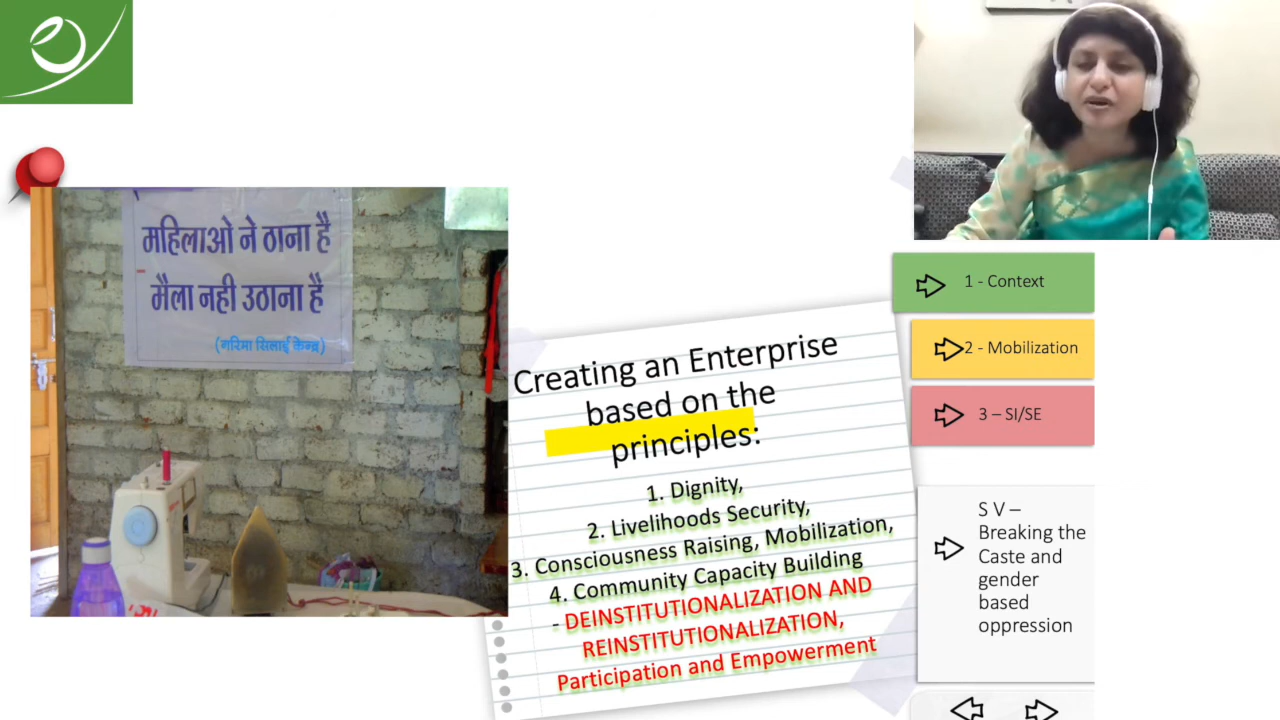 महिलाओ ने ठाना है
मैला नही उठाना है
(गरिमा सिलाई केन्द्र)
Creating an Enterprise
based on the
principles:
1. Dignity,
2. Livelihoods Security,
3. Consciousness Raising, Mobilization,
4. Community Capacity Building
- DEINSTITUTIONALIZATION AND
REINSTITUTIONALIZATION,
Participation and Empowerment
1 - Context
2 - Mobilization
3 – SI/SE
S V –
Breaking the
Caste and
gender
based
oppression